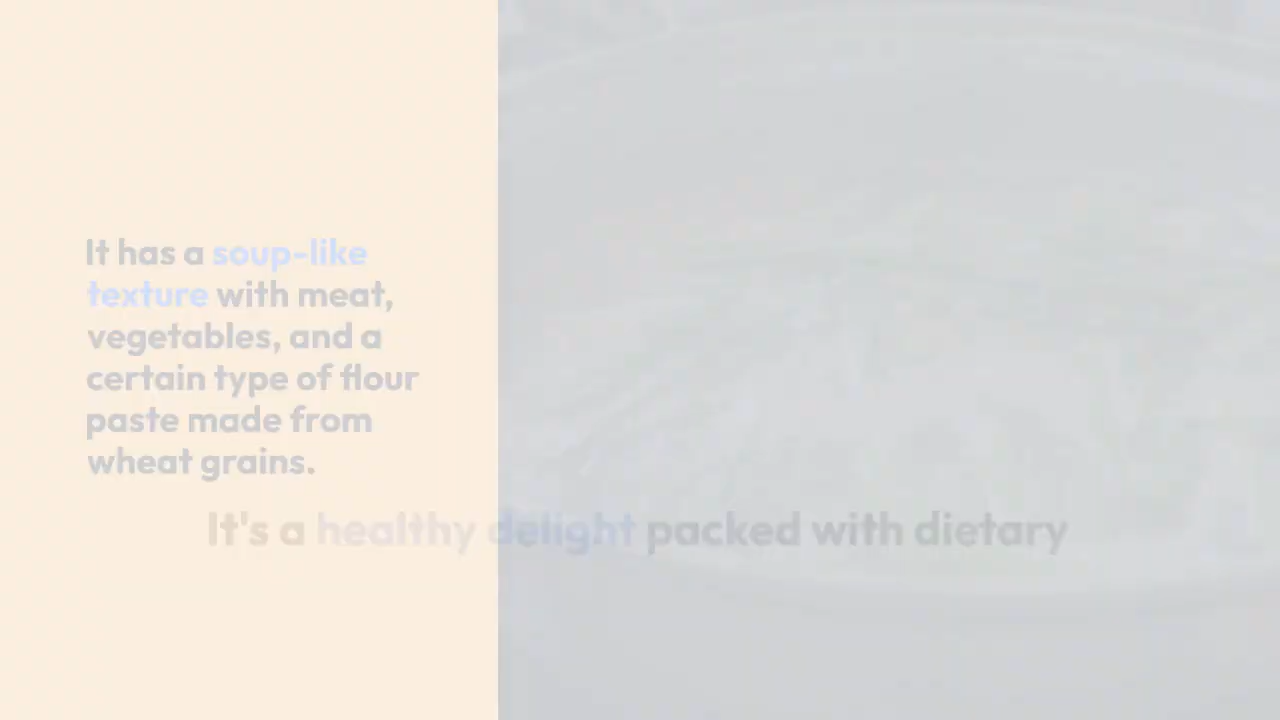 It has a soup-like
texture with meat,
vegetables, and a
certain type of flour
paste made from
wheat grains.
It's a healthy delight packed with dietary